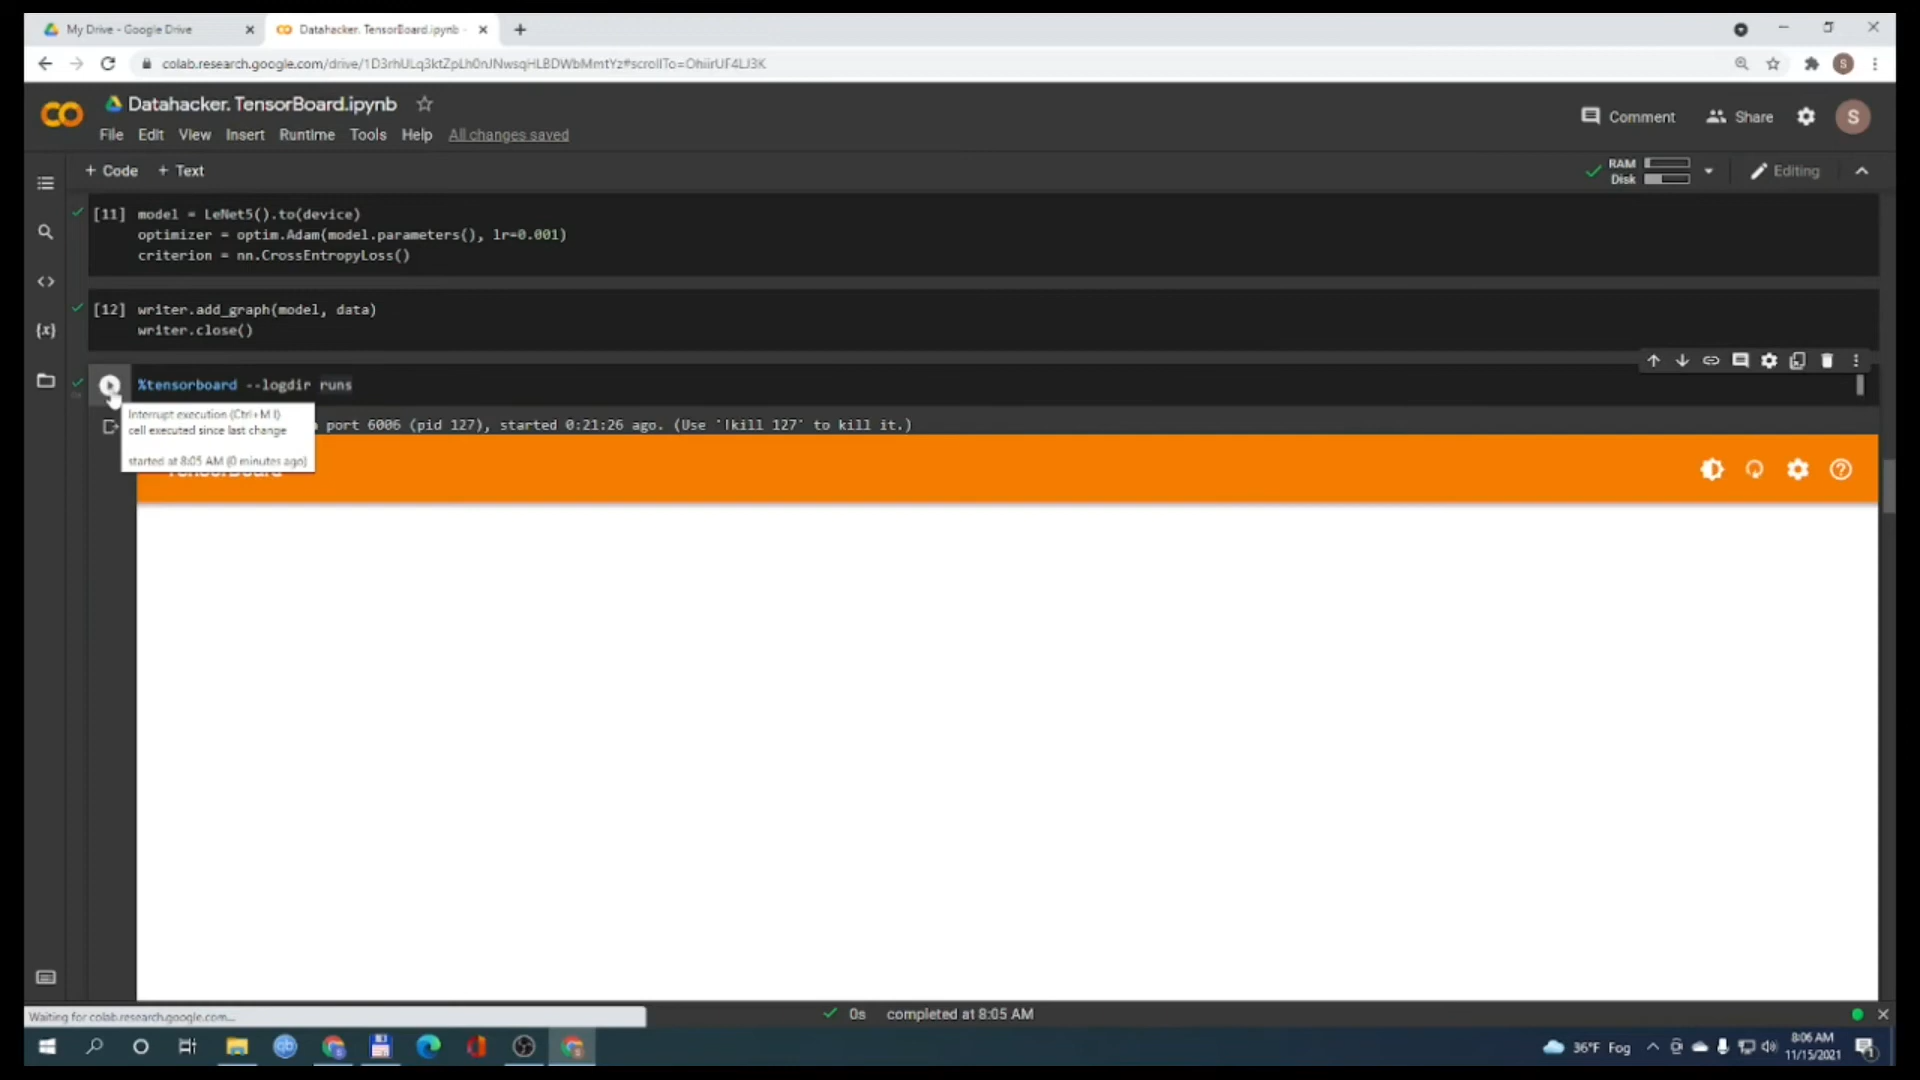 My Drive - Google Drive
Datahacker. TensorBoard.ipynb -
colab.research.google.com/drive/1D3rhULq3ktZpLh0nJNwsqHLBDWbMmtYz#scrollTo=OhiirUF4LJ3K
Datahacker. TensorBoard.ipynb
File Edit View Insert Runtime Tools Help All changes saved
Comment
Share
S
+ Code + Text
RAM
Disk
Editing
[11] model = LeNet5().to(device)
optimizer = optim.Adam(model.parameters(), lr=0.001)
criterion = nn.CrossEntropyLoss()
[12] writer.add_graph(model, data)
writer.close()
%tensorboard --logdir runs
Interrupt execution (Ctrl+M I)
cell executed since last change
started at 8:05 AM (0 minutes ago)
port 6006 (pid 127), started 0:21:26 ago. (Use '!kill 127' to kill it.)
TensorBoard
Waiting for colab.research.google.com...
0s completed at 8:05 AM
36°F Fog
8:06 AM
11/15/2021